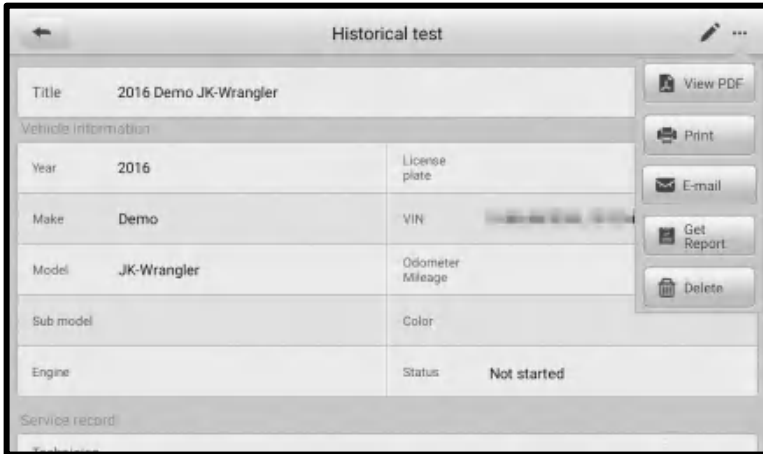 Historical test
Title 2016 Demo JK-Wrangler
View PDF
Vehicle information
Print
Year 2016 License
plate
E-mail
Make Demo VIN
Get
Report
Model JK-Wrangler Odometer
Mileage
Delete
Sub model Color
Engine Status Not started
Service record
Technician